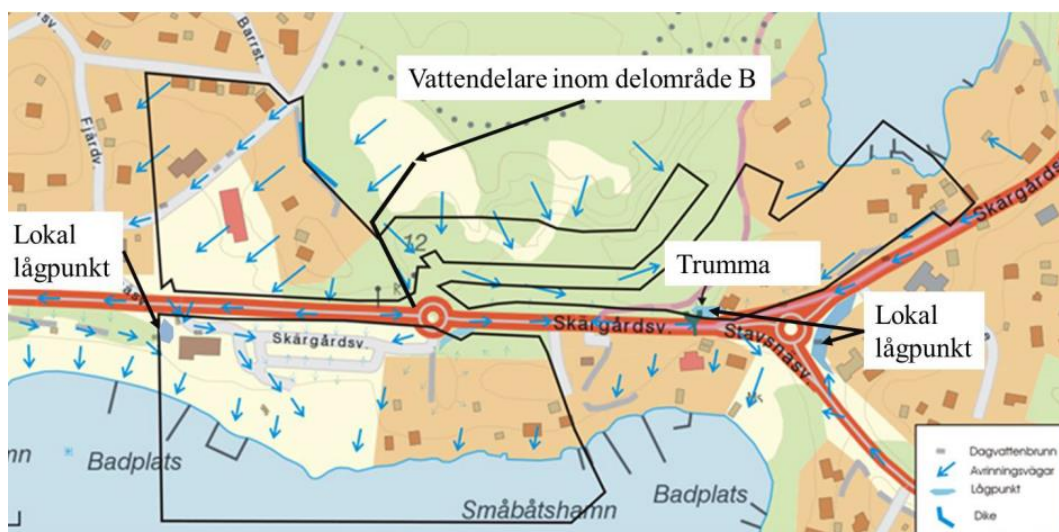 Barrst.
Fjärdv.
Vattendelare inom delområde B
Skärgårdsv.
Lokal
lågpunkt
12
Trumma
Skärgårdsv.
Stavsnäsv.
Lokal
lågpunkt
Skärgårdsv.
Badplats
Småbåtshamn
Badplats
Dagvattenbrunn
Avrinningsvägar
Lågpunkt
Dike